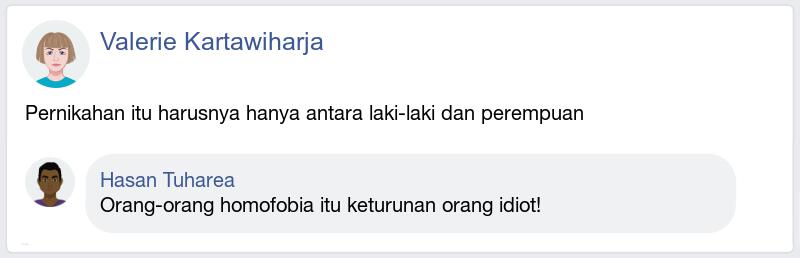 Valerie Kartawiharja
Pernikahan itu harusnya hanya antara laki-laki dan perempuan
Hasan Tuharea
Orang-orang homofobia itu keturunan orang idiot!